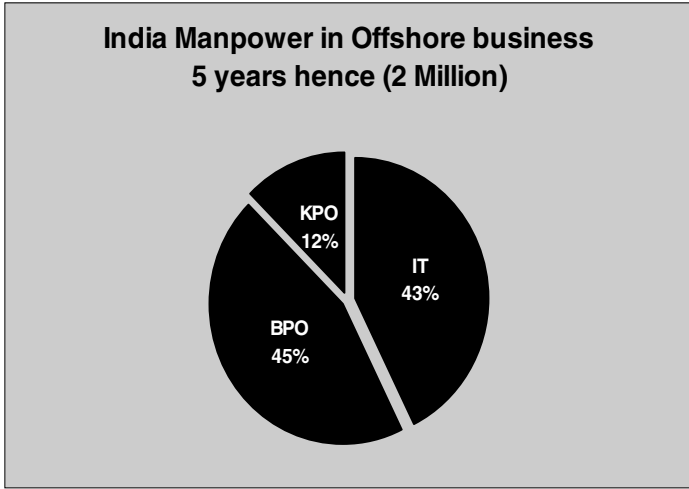 India Manpower in Offshore business
5 years hence (2 Million)
KPO
12%
IT
43%
BPO
45%